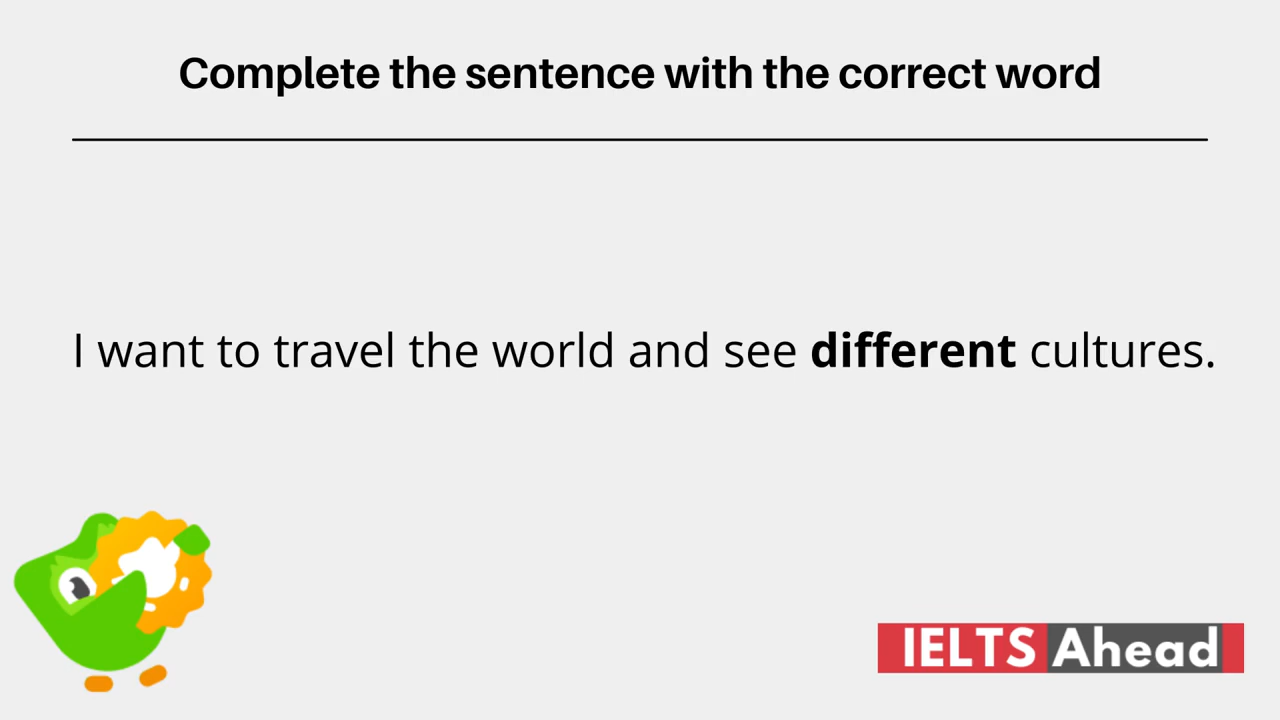 Complete the sentence with the correct word
I want to travel the world and see different cultures.
IELTS Ahead